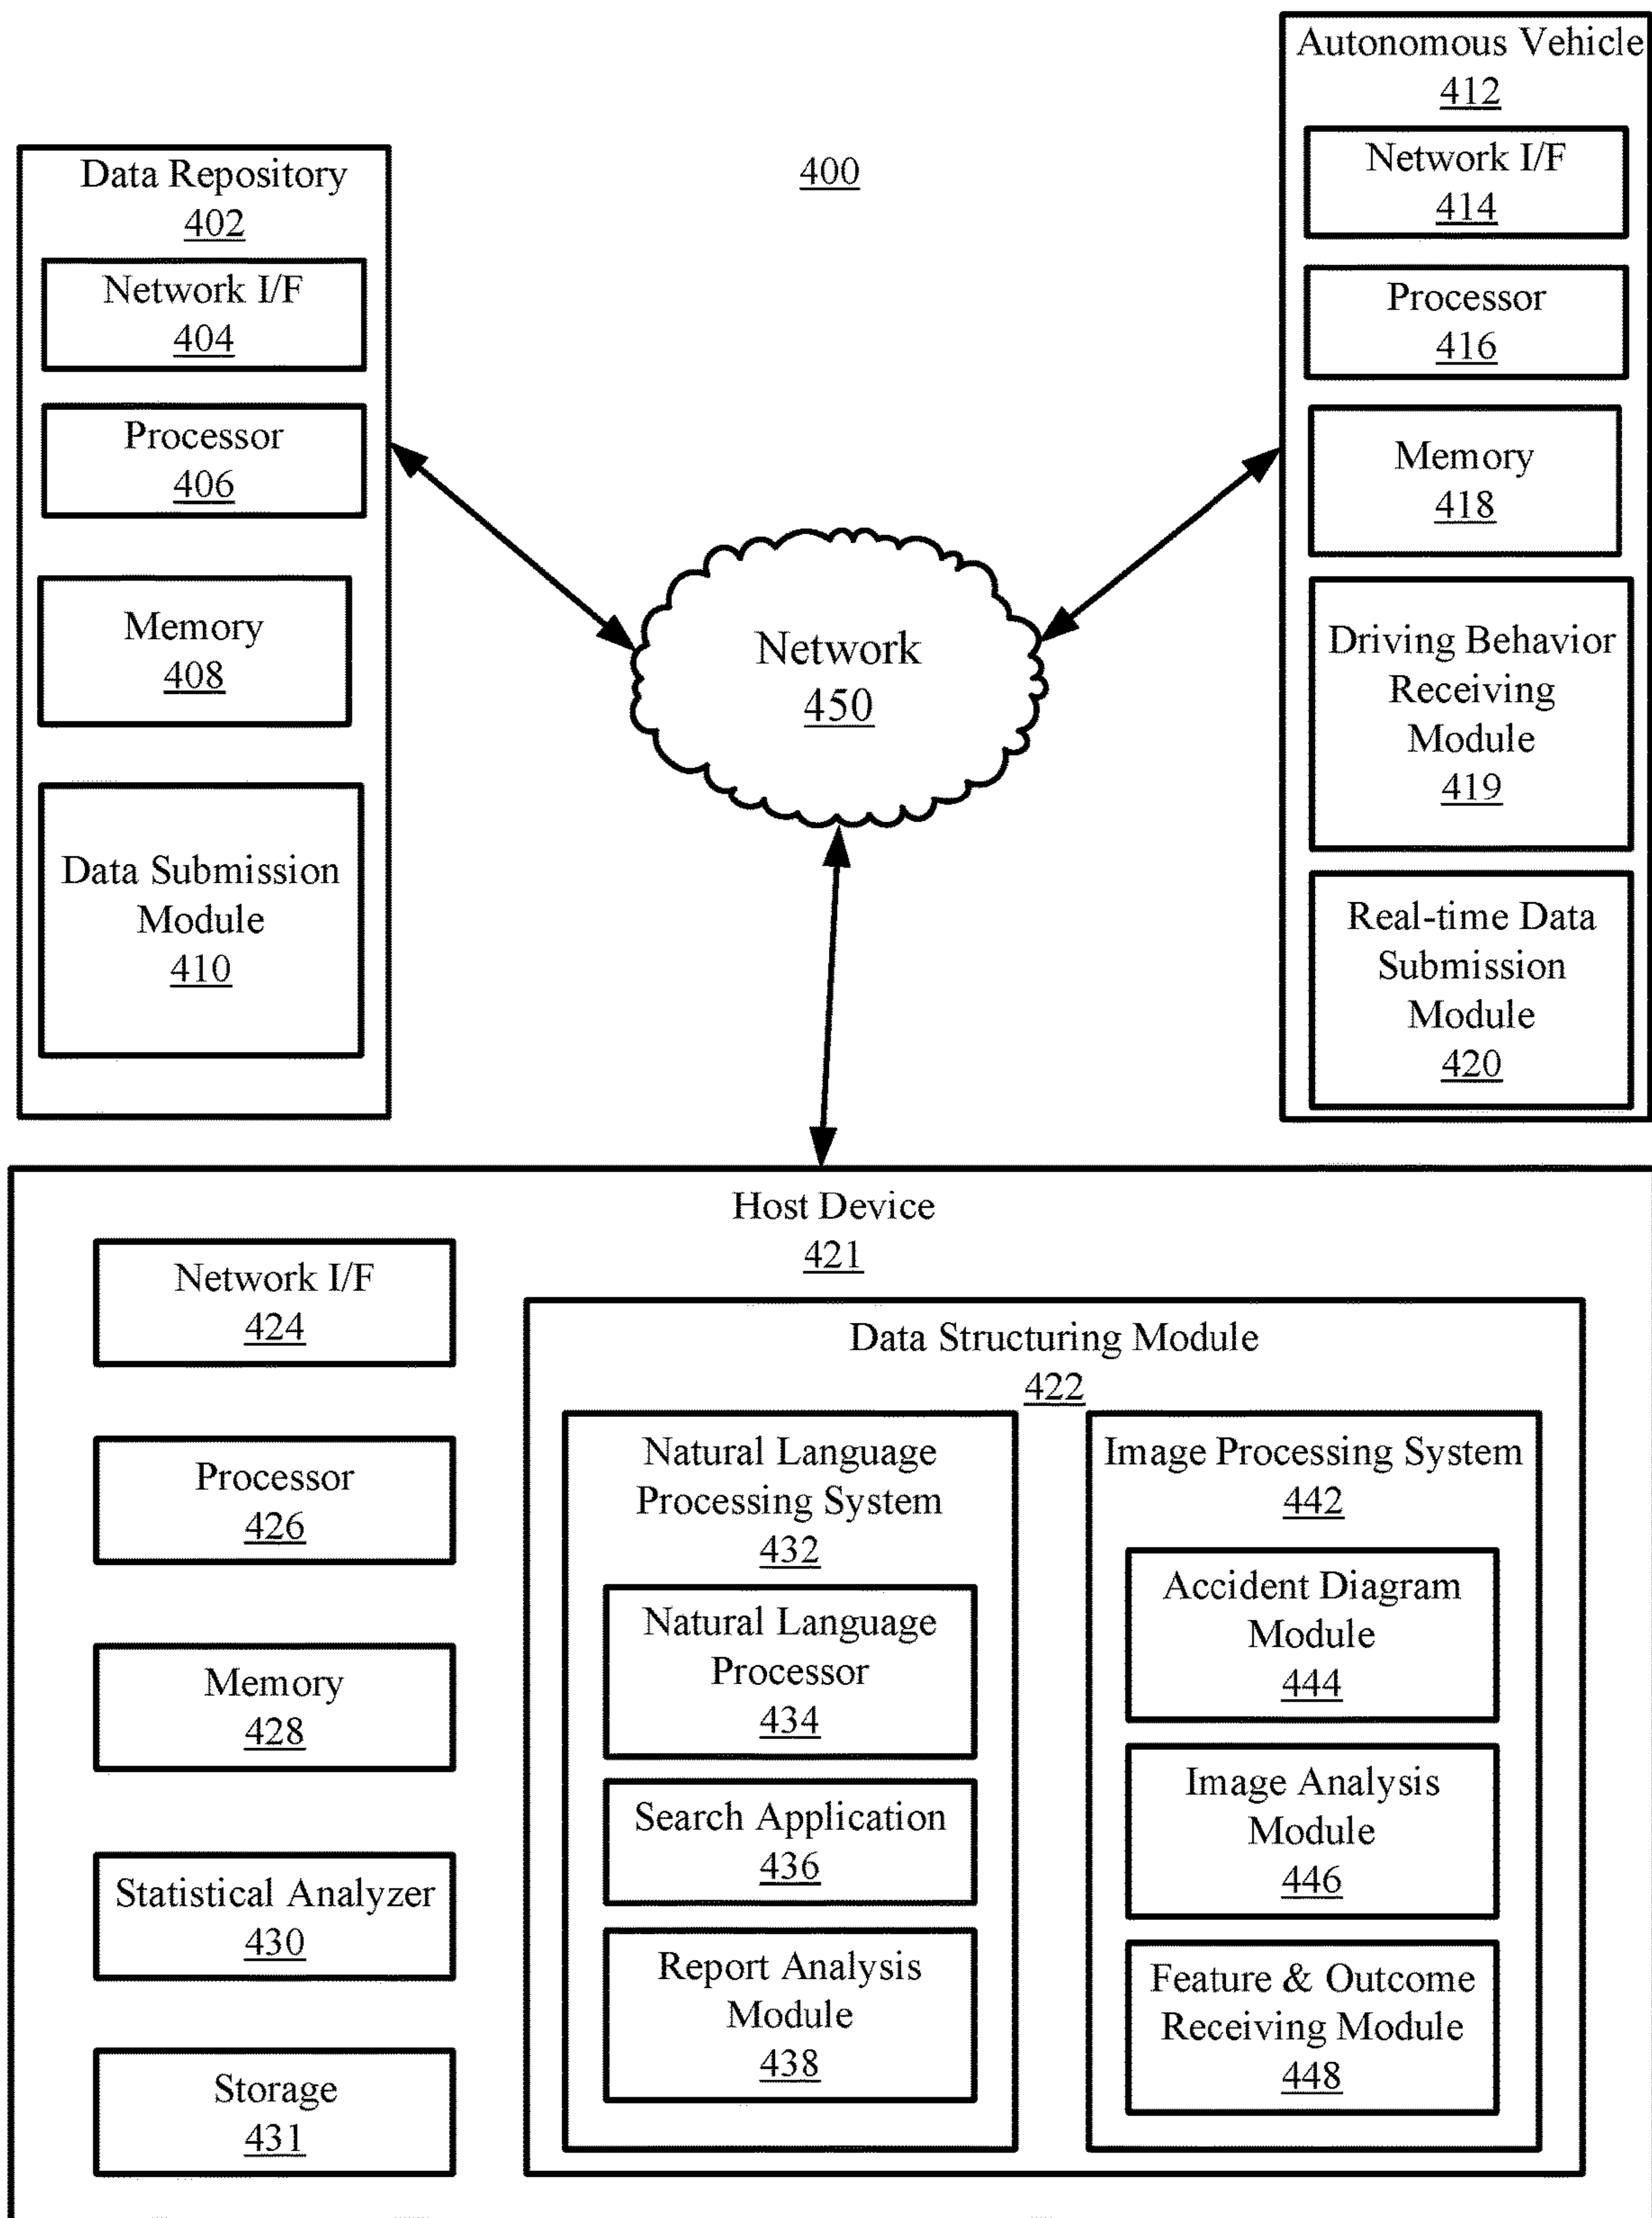 400
Data Repository
402
Network I/F
404
Processor
406
Memory
408
Data Submission
Module
410
Network
450
Autonomous Vehicle
412
Network I/F
414
Processor
416
Memory
418
Driving Behavior
Receiving
Module
419
Real-time Data
Submission
Module
420
Host Device
421
Network I/F
424
Processor
426
Memory
428
Statistical Analyzer
430
Storage
431
Data Structuring Module
422
Natural Language
Processing System
432
Natural Language
Processor
434
Search Application
436
Report Analysis
Module
438
Image Processing System
442
Accident Diagram
Module
444
Image Analysis
Module
446
Feature & Outcome
Receiving Module
448